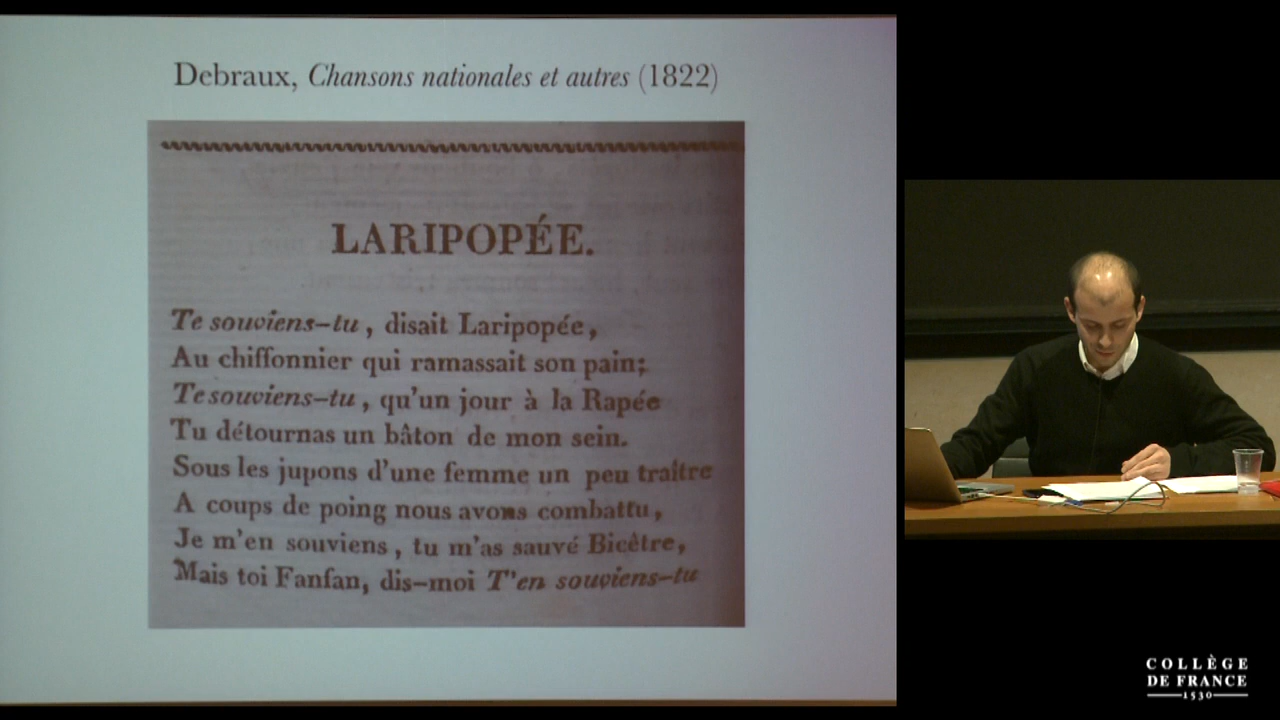 Debraux, Chansons nationales et autres (1822)
LARIPOPÉE.
Te souviens-tu, disait Laripopée,
Au chiffonnier qui ramassait son pain;
Te souviens-tu, qu'un jour à la Rapée
Tu détournas un bâton de mon sein.
Sous les jupons d'une femme un peu traître
A coups de poing nous avons combattu,
Je m'en souviens, tu m'as sauvé Bicêtre,
Mais toi Fanfan, dis-moi T'en souviens-tu
COLLÈGE
DE FRANCE
1530